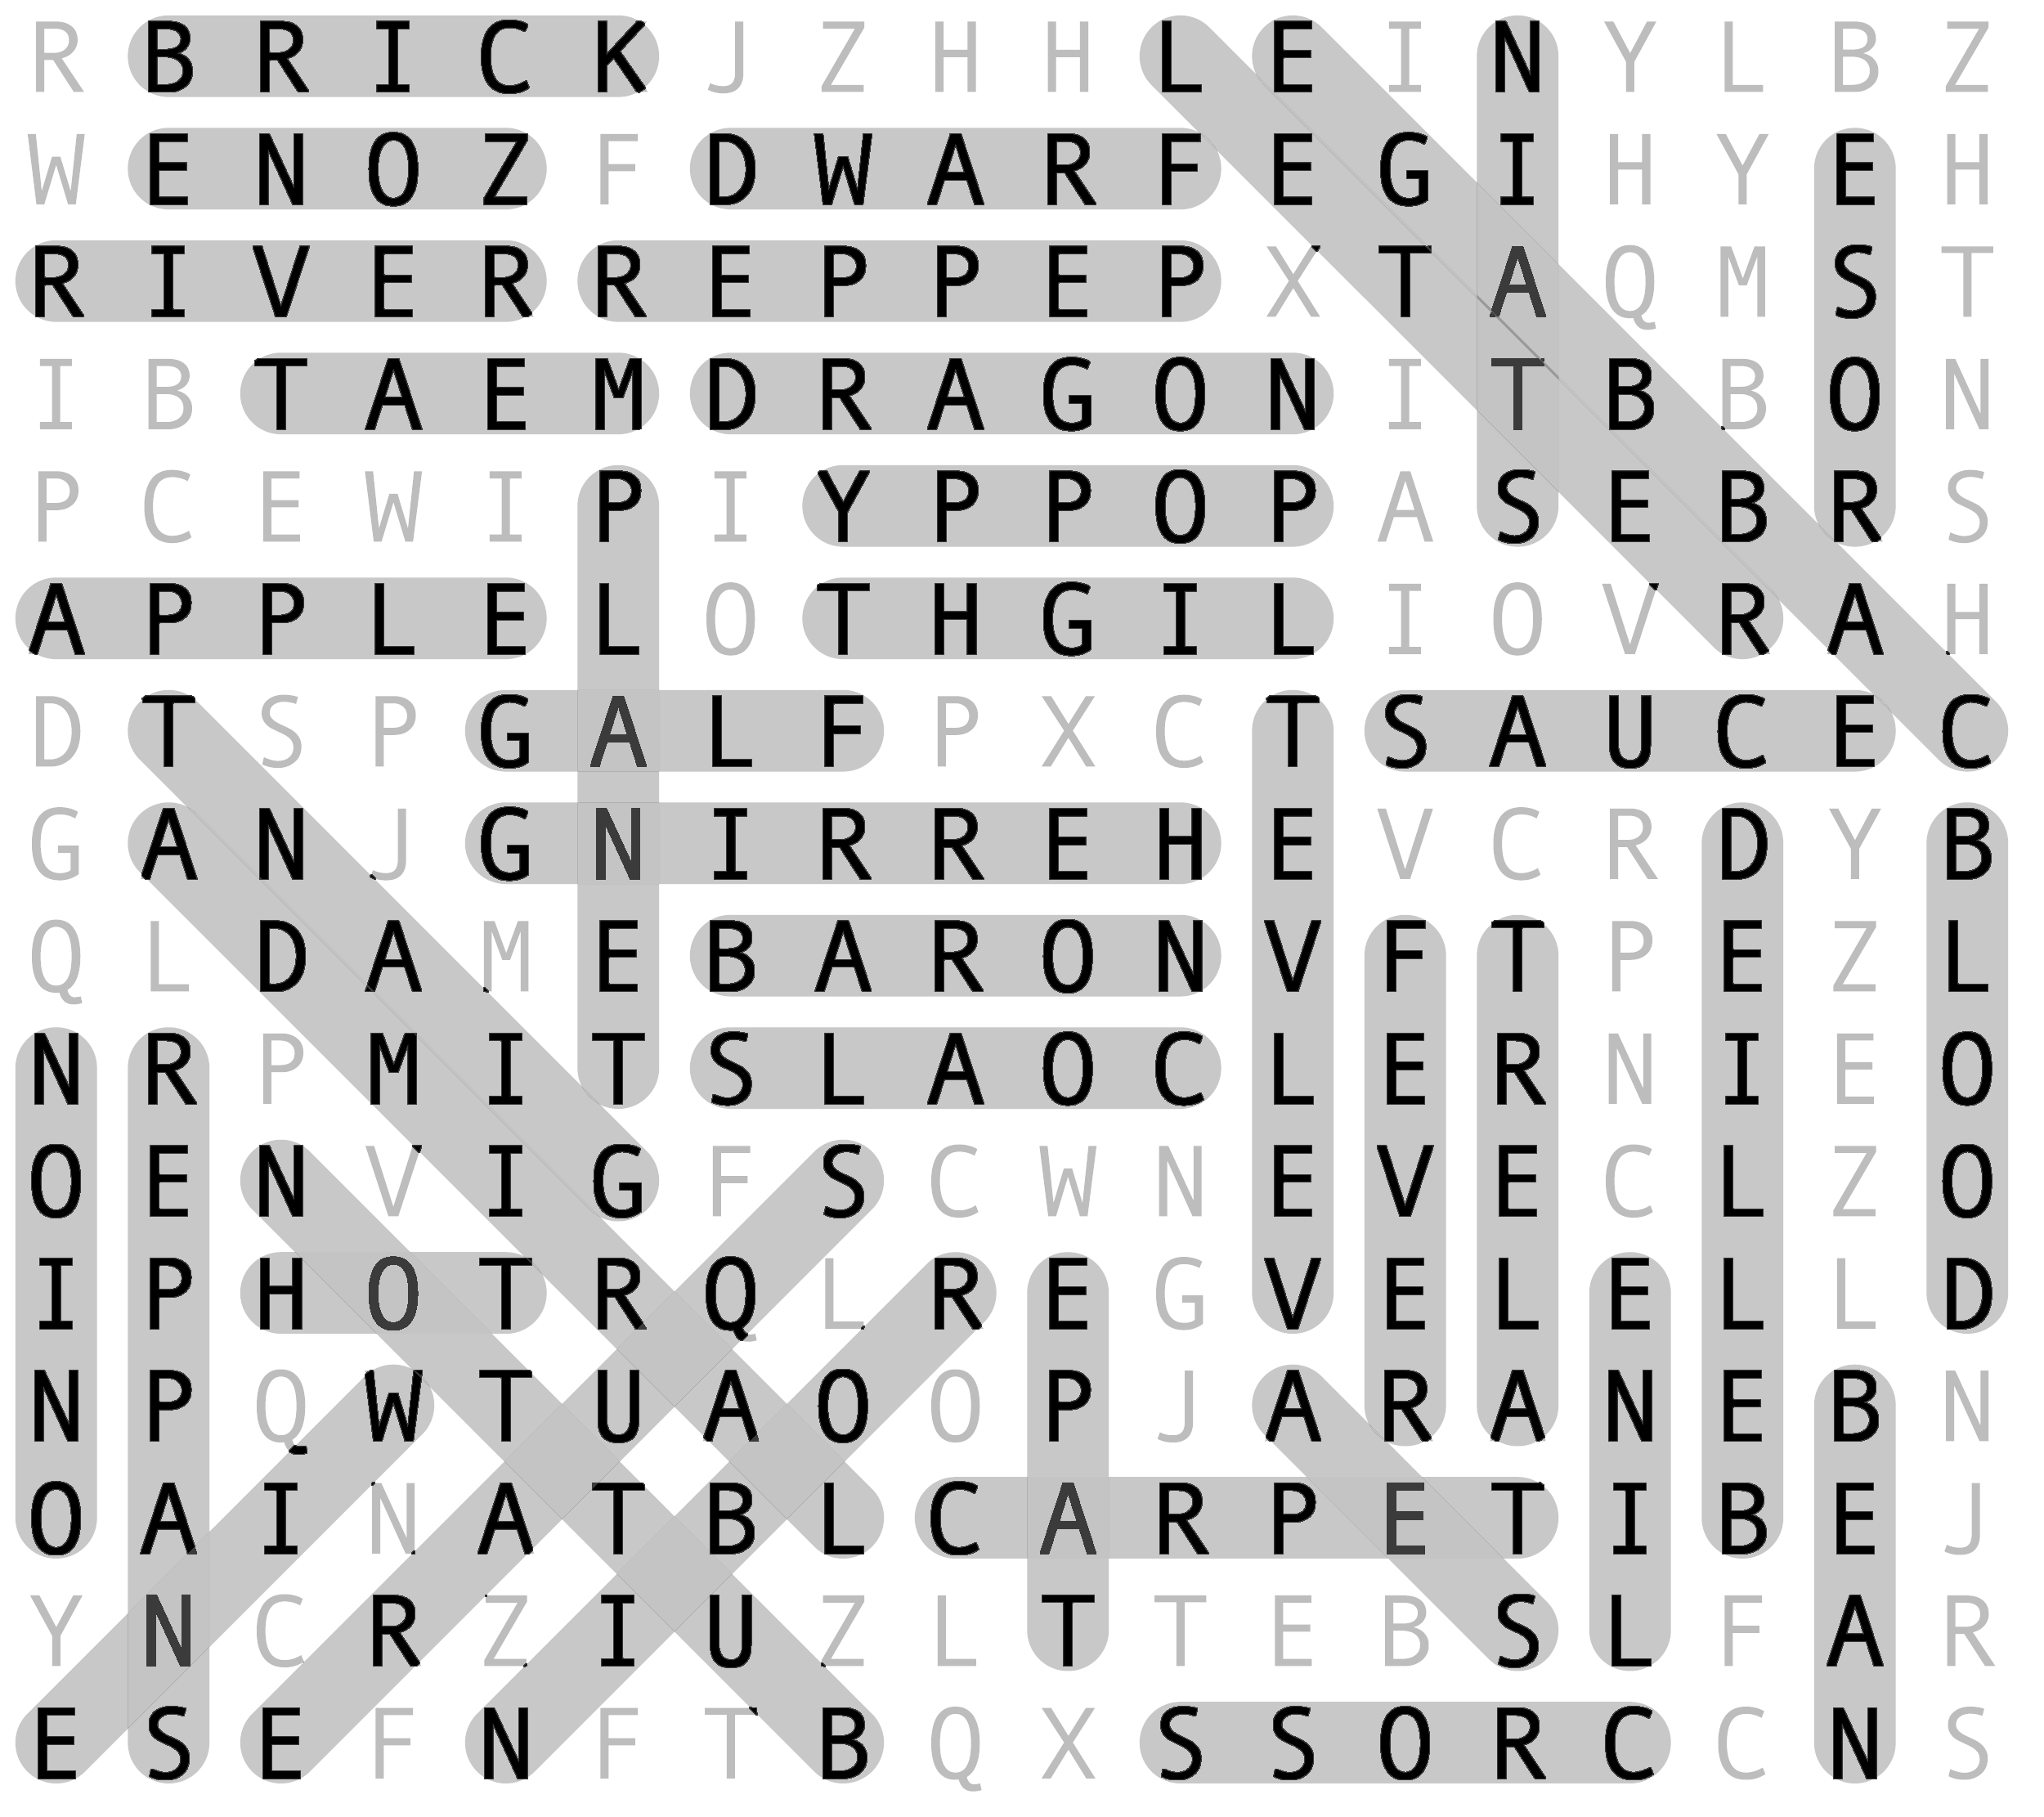 R B R I C K J Z H H L E I N Y L B Z
W E N O Z F D W A R F E G I H Y E H
R I V E R R E P P E P X T A Q M S T
I B T A E M D R A G O N I T B B O N
P C E W I P I Y P P O P A S E B R S
A P P L E L O T H G I L I O V R A H
D T S P G A L F P X C T S A U C E C
G A N J G N I R R E H E V C R D Y B
Q L D A M E B A R O N V F T P E Z L
N R P M I T S L A O C L E R N I E O
O E N V I G F S C W N E V E C L Z O
I P H O T R Q L R E G V E L E L L D
N P Q W T U A O O P J A R A N E B N
O A I N A T B L C A R P E T I B E J
Y N C R Z I U Z L T T E B S L F A R
E S E F N F T B Q X S S O R C C N S